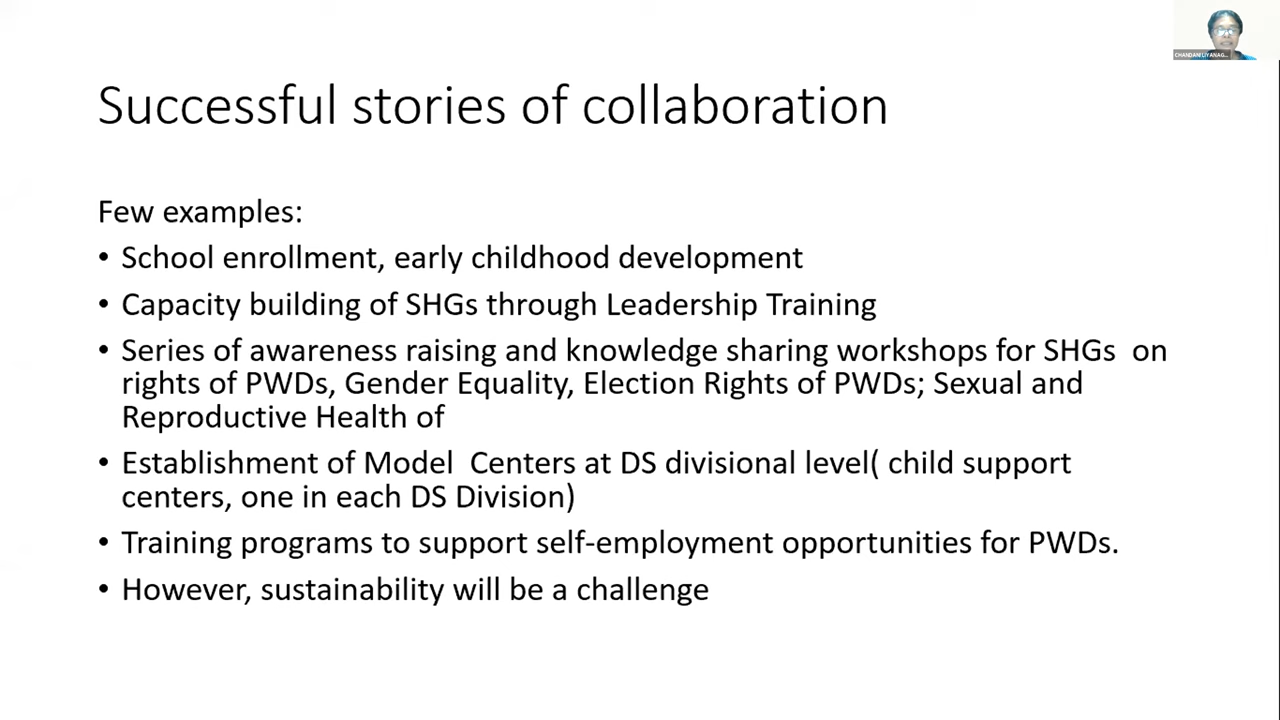 CHANDANI LIYANAG...
Successful stories of collaboration
Few examples:
• School enrollment, early childhood development
• Capacity building of SHGs through Leadership Training
• Series of awareness raising and knowledge sharing workshops for SHGs on
rights of PWDs, Gender Equality, Election Rights of PWDs; Sexual and
Reproductive Health of
• Establishment of Model Centers at DS divisional level( child support
centers, one in each DS Division)
• Training programs to support self-employment opportunities for PWDs.
• However, sustainability will be a challenge